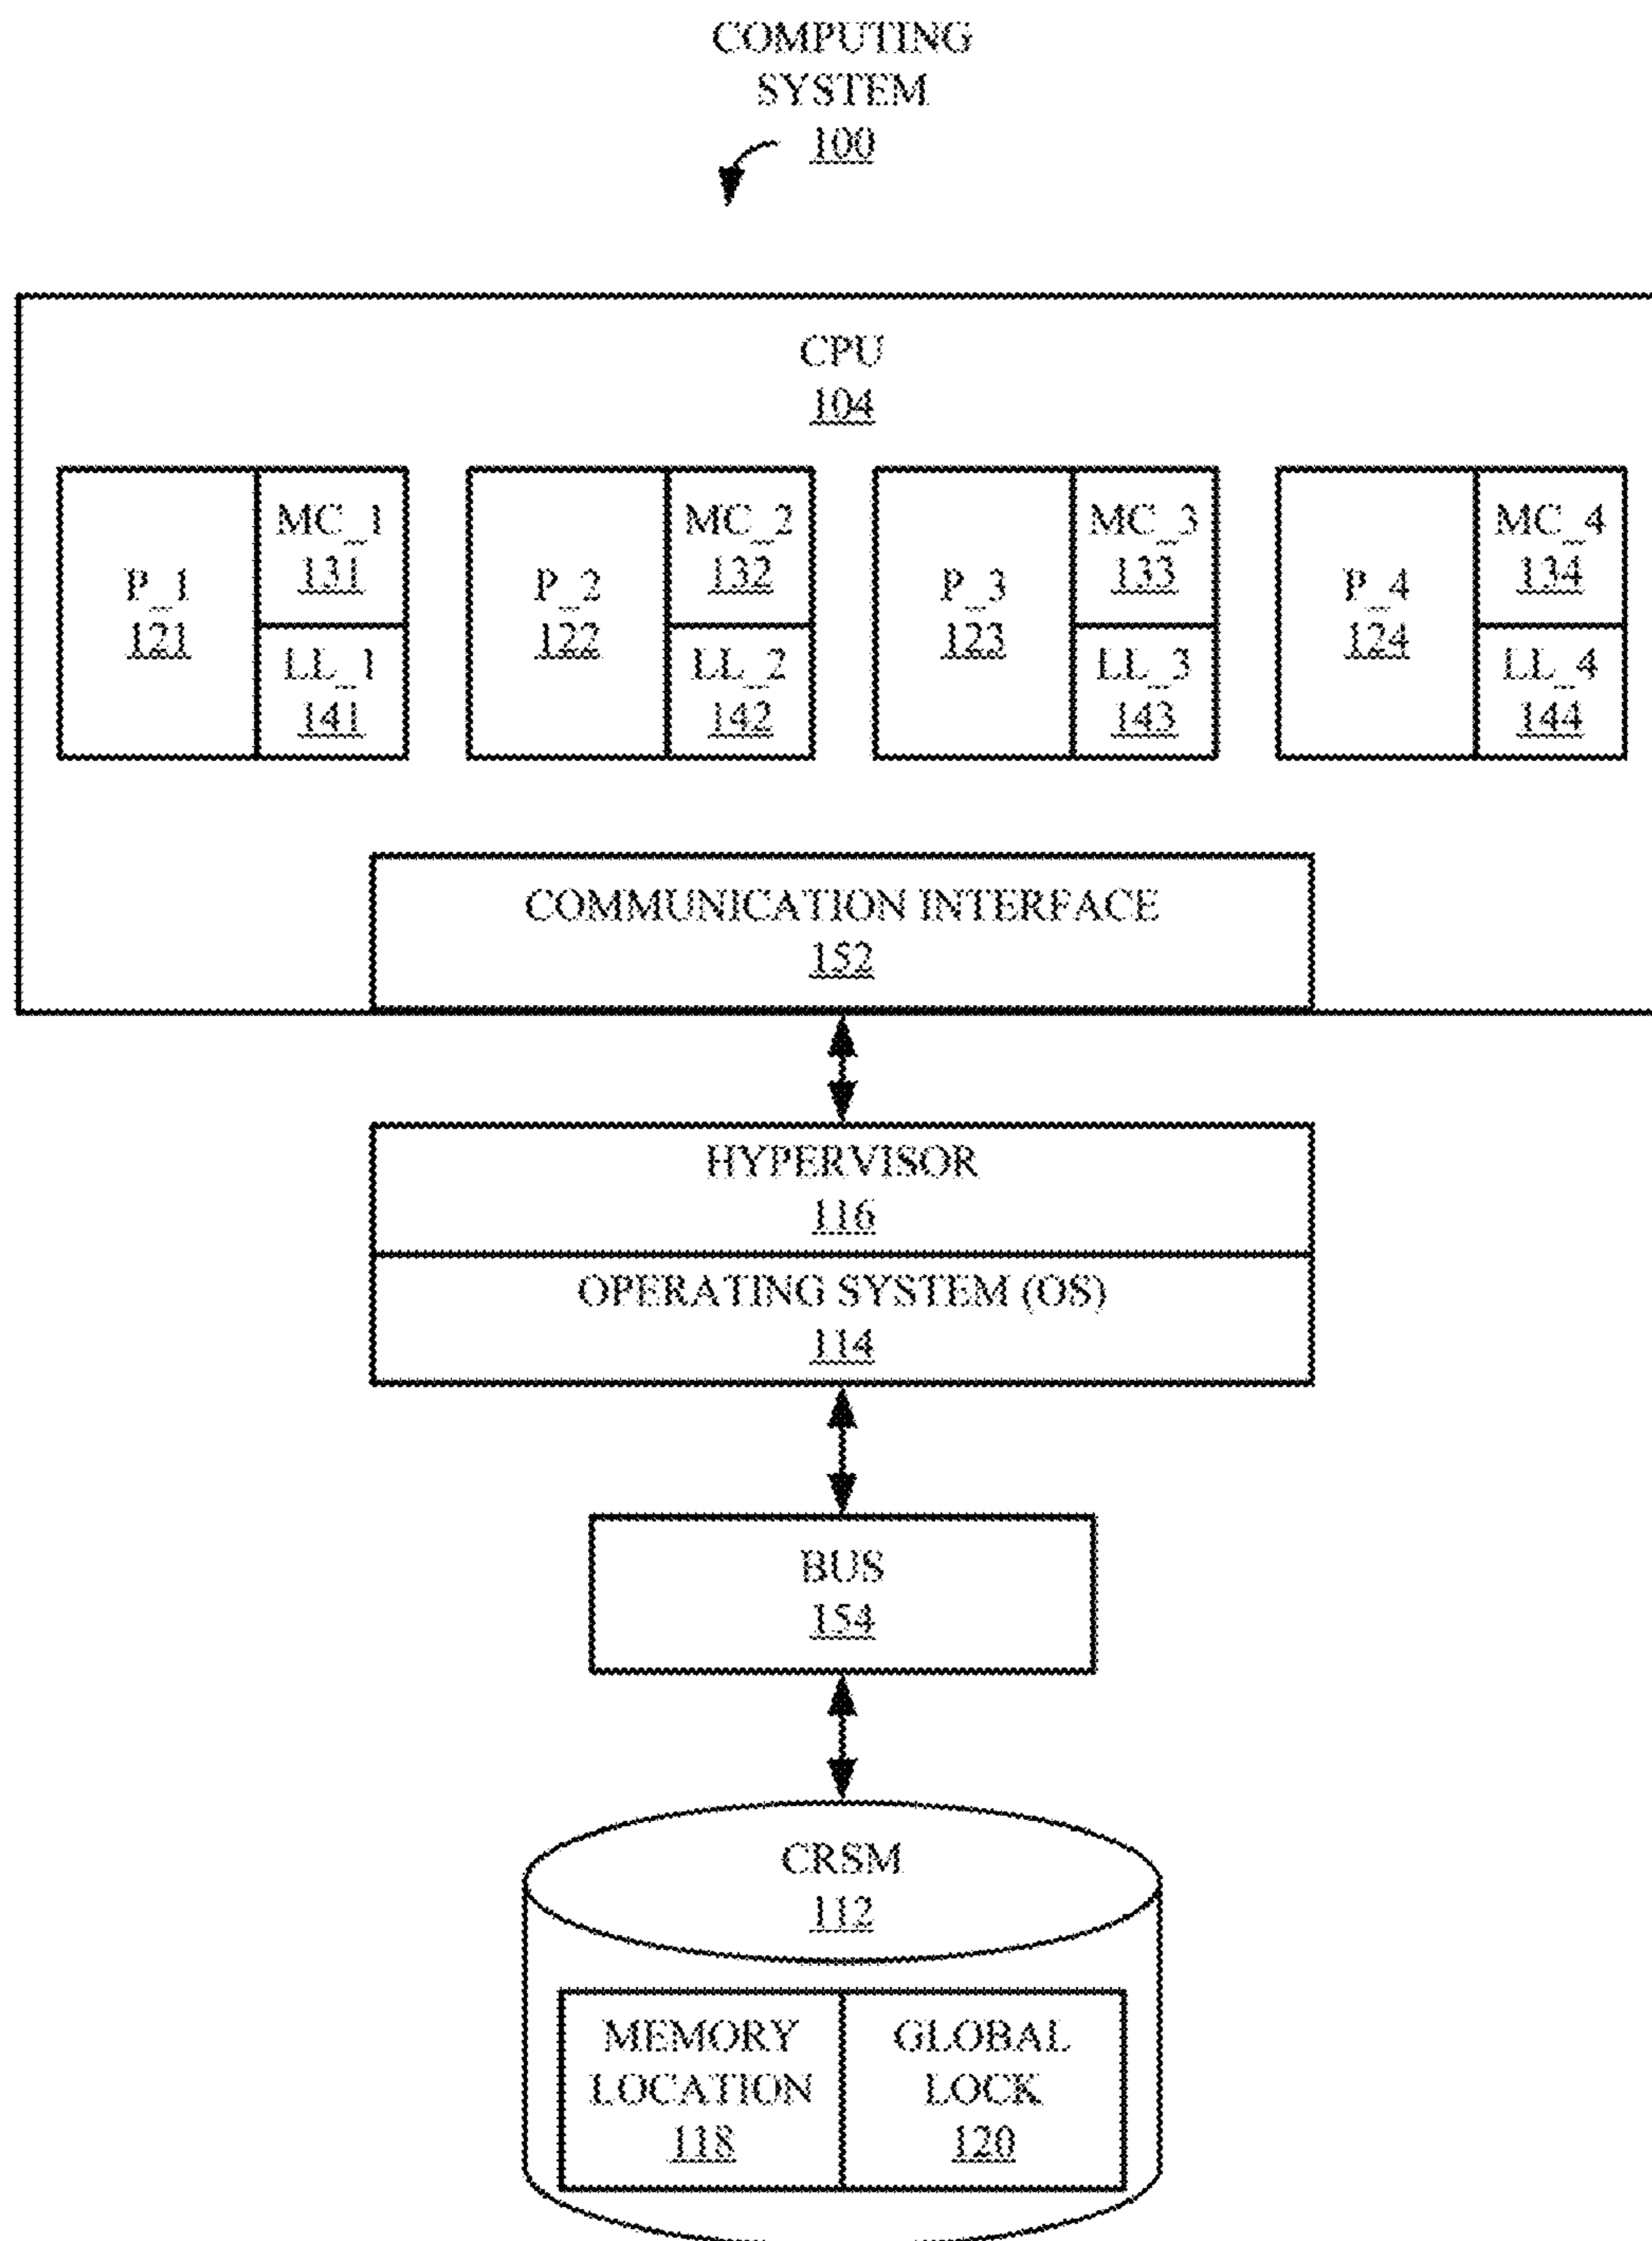 COMPUTING
SYSTEM
100
CPU
104
P_1
121
MC_1
131
LL_1
141
P_2
122
MC_2
132
LL_2
142
P_3
123
MC_3
133
LL_3
143
P_4
124
MC_4
134
LL_4
144
COMMUNICATION INTERFACE
152
HYPERVISOR
116
OPERATING SYSTEM (OS)
114
BUS
154
CRSM
112
MEMORY
LOCATION
118
GLOBAL
LOCK
120